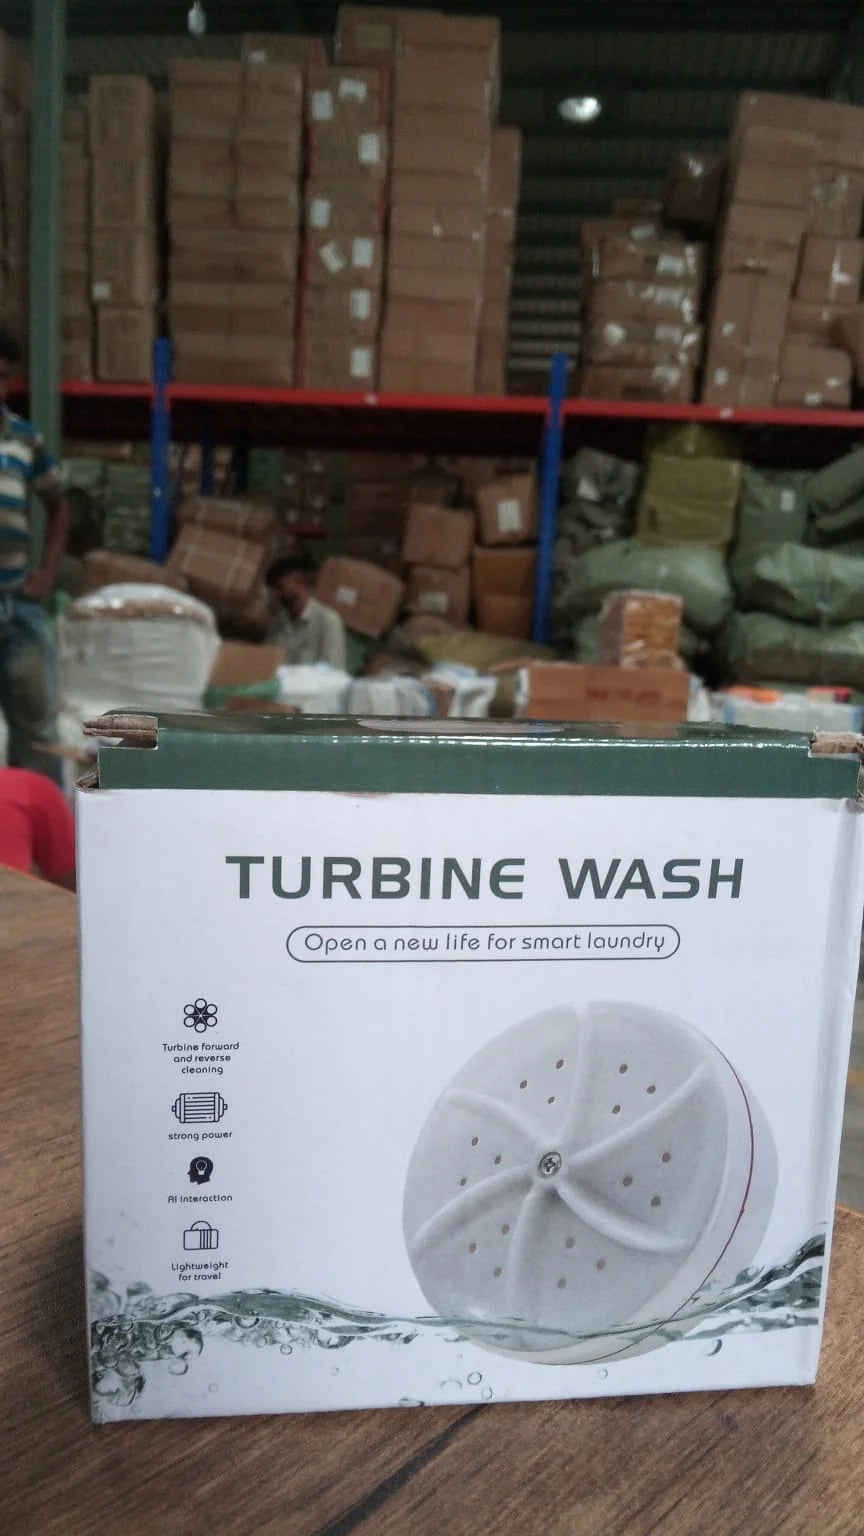 TURBINE WASH
Open a new life for smart laundry
Turbine forward
and reverse
cleaning
strong power
AI interaction
Lightweight
for travel